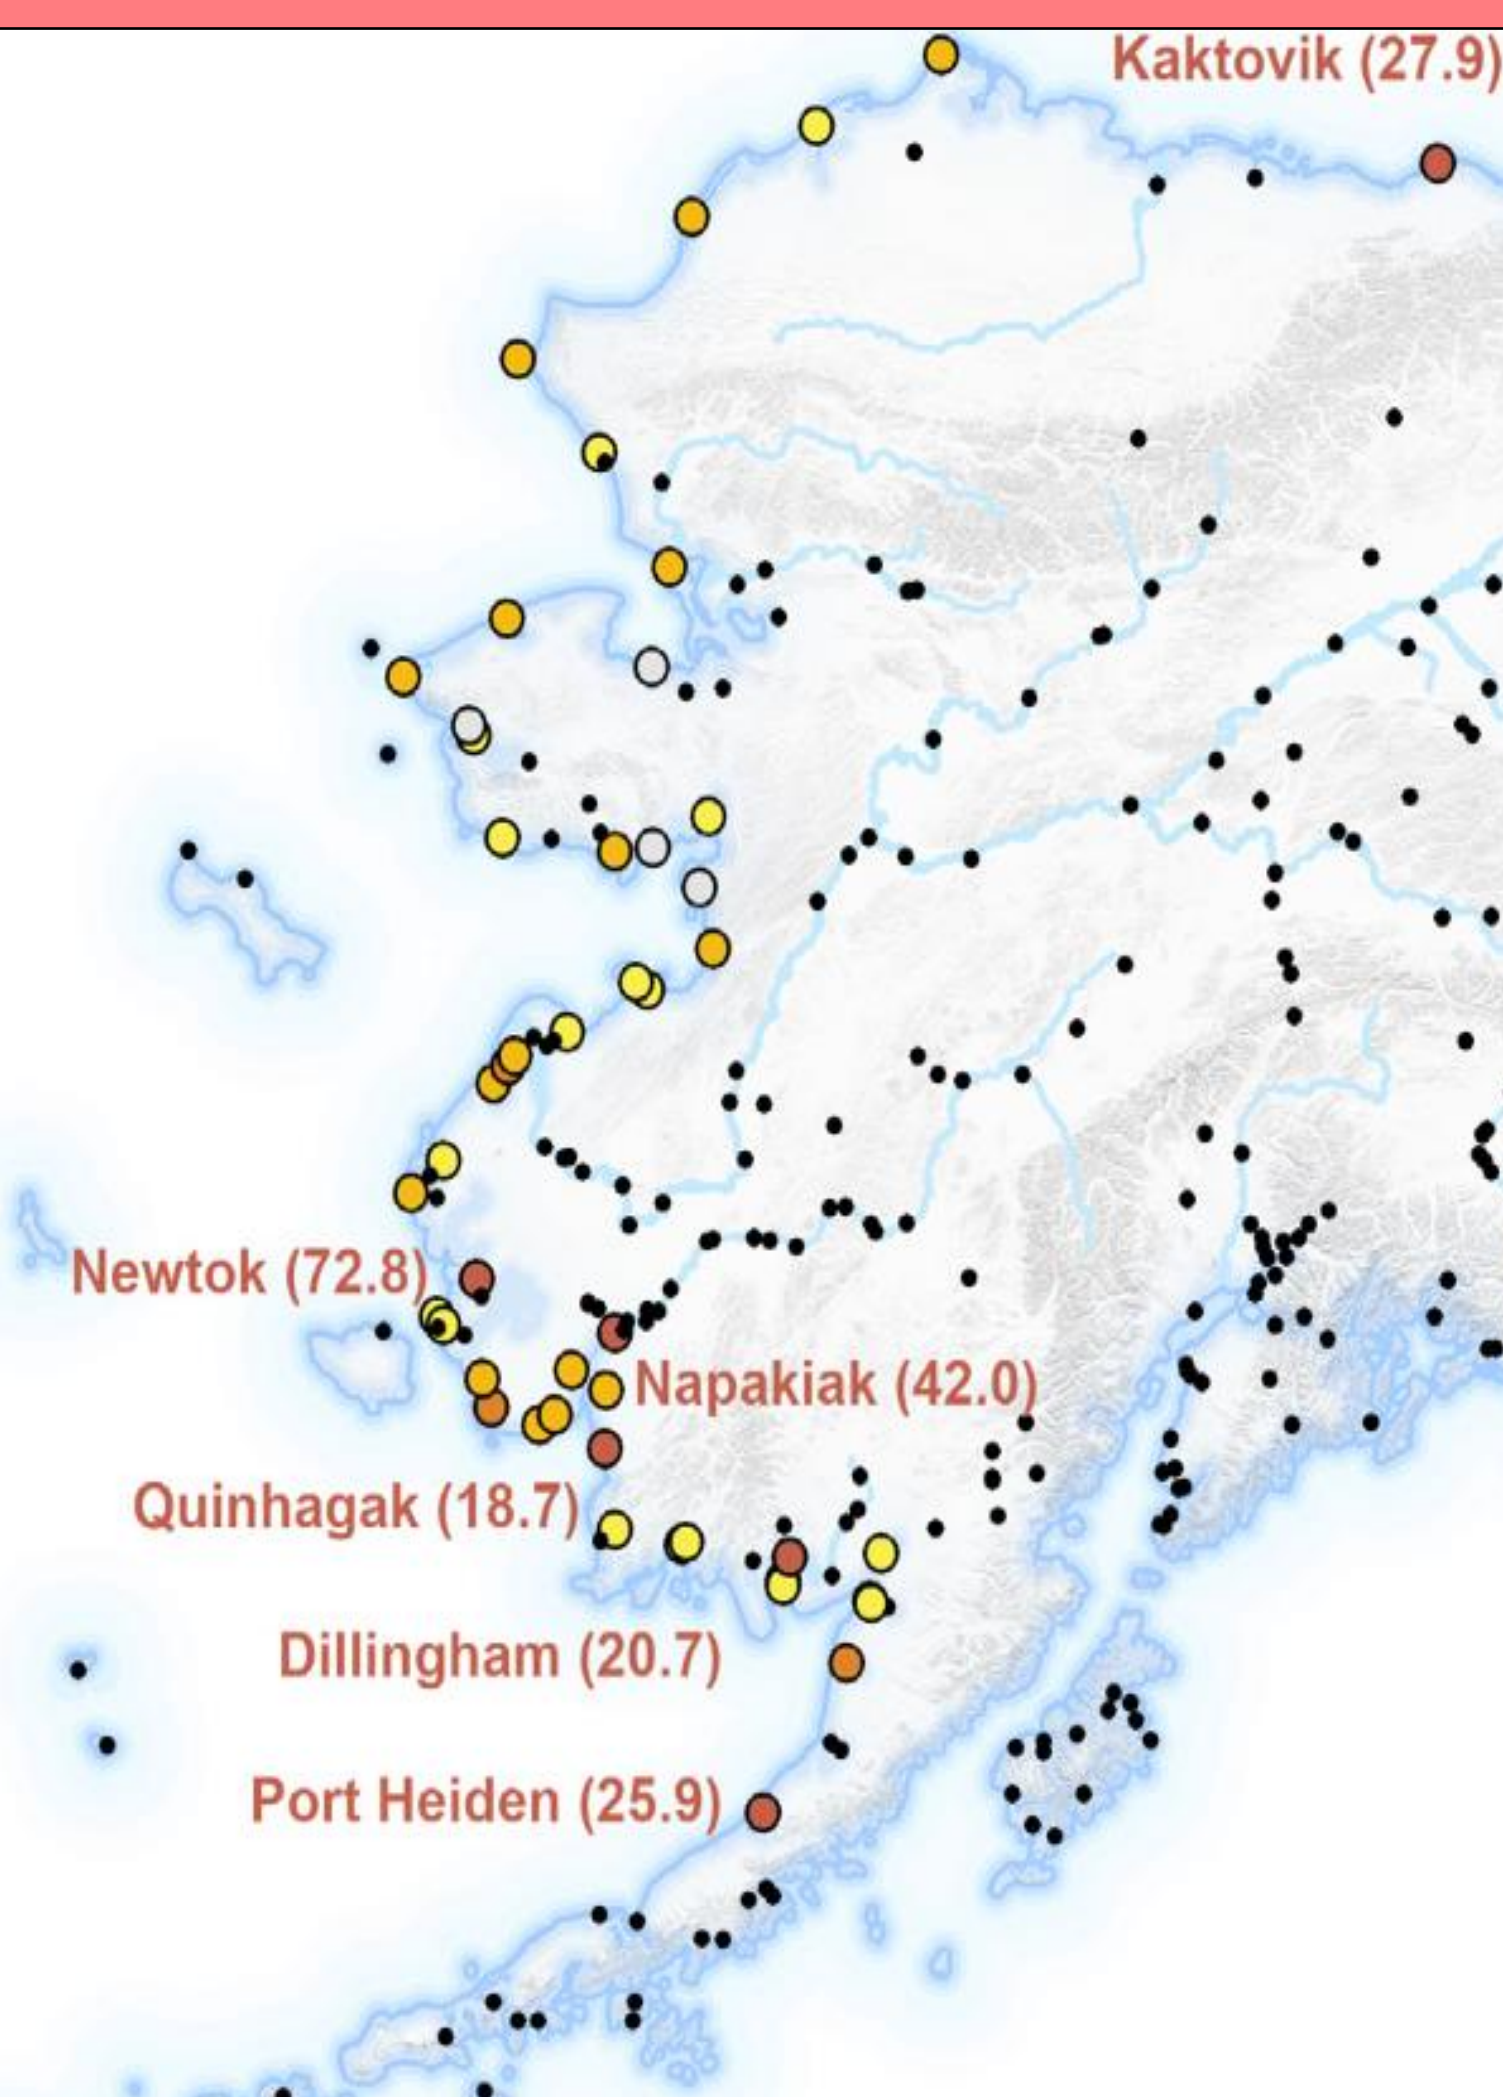 Kaktovik (27.9)
Newtok (72.8)
Napakiak (42.0)
Quinhagak (18.7)
Dillingham (20.7)
Port Heiden (25.9)